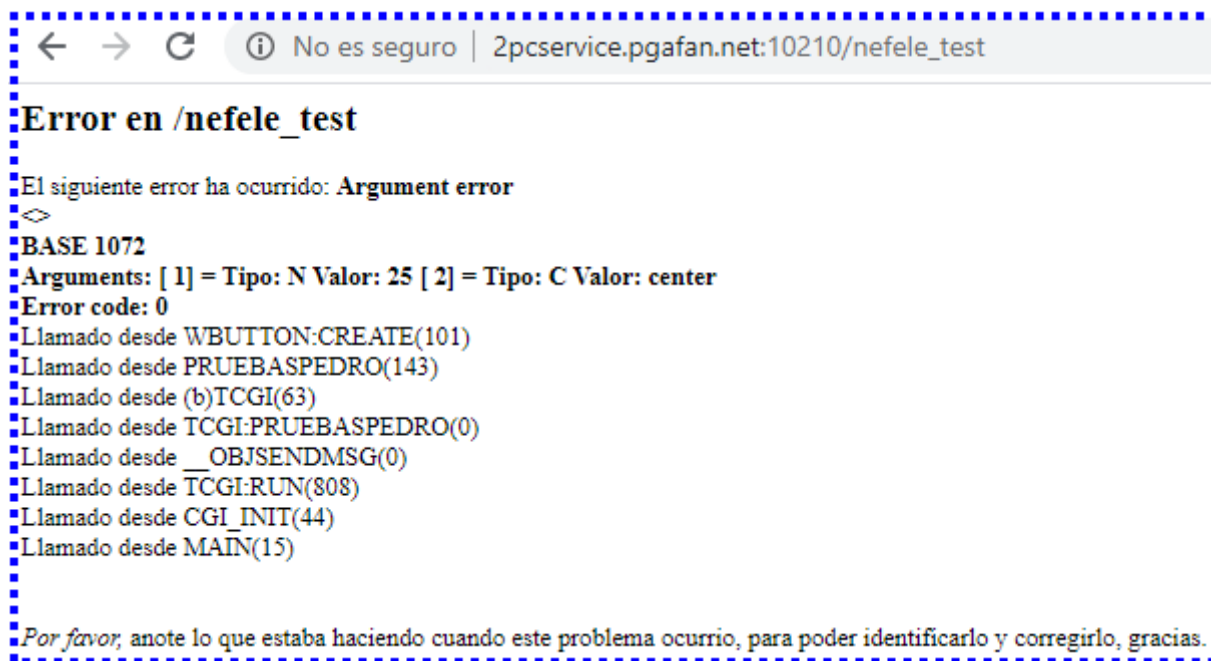 No es seguro | 2pcservice.pgafan.net:10210/nefele_test
Error en /nefele_test
El siguiente error ha ocurrido: Argument error
<>
BASE 1072
Arguments: [ 1] = Tipo: N Valor: 25 [ 2] = Tipo: C Valor: center
Error code: 0
Llamado desde WBUTTON:CREATE(101)
Llamado desde PRUEBASPEDRO(143)
Llamado desde (b)TCGI(63)
Llamado desde TCGI:PRUEBASPEDRO(0)
Llamado desde __OBJSENDMSG(0)
Llamado desde TCGI:RUN(808)
Llamado desde CGI_INIT(44)
Llamado desde MAIN(15)
Por favor, anote lo que estaba haciendo cuando este problema ocurrio, para poder identificarlo y corregirlo, gracias.